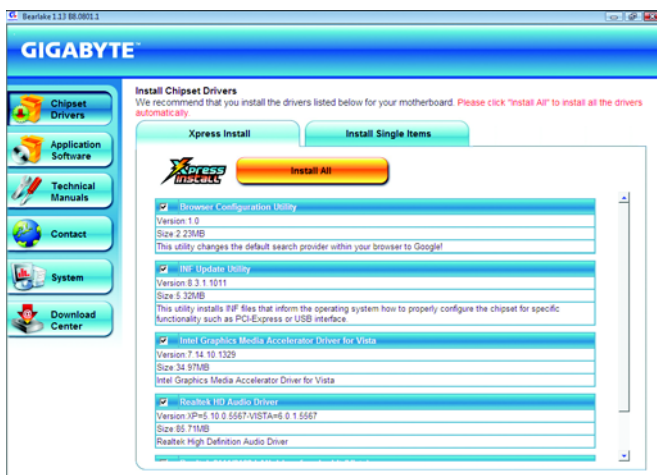 Bearlake 1.13 B8.0801.1
GIGABYTE™
Chipset
Drivers
Application
Software
Technical
Manuals
Contact
System
Download
Center
Install Chipset Drivers
We recommend that you install the drivers listed below for your motherboard. Please click "Install All" to install all the drivers
automatically.
Xpress Install
Install Single Items
Xpress
INSTALL
Install All
Browser Configuration Utility
Version:1.0
Size:2.23MB
This utility changes the default search provider within your browser to Google!
INF Update Utility
Version:8.3.1.1011
Size:5.32MB
This utility installs INF files that inform the operating system how to properly configure the chipset for specific
functionality such as PCI-Express or USB interface.
Intel Graphics Media Accelerator Driver for Vista
Version:7.14.10.1329
Size:34.97MB
Intel Graphics Media Accelerator Driver for Vista
Realtek HD Audio Driver
Version:XP=5.10.0.5567-VISTA=6.0.1.5567
Size:85.71MB
Realtek High Definition Audio Driver